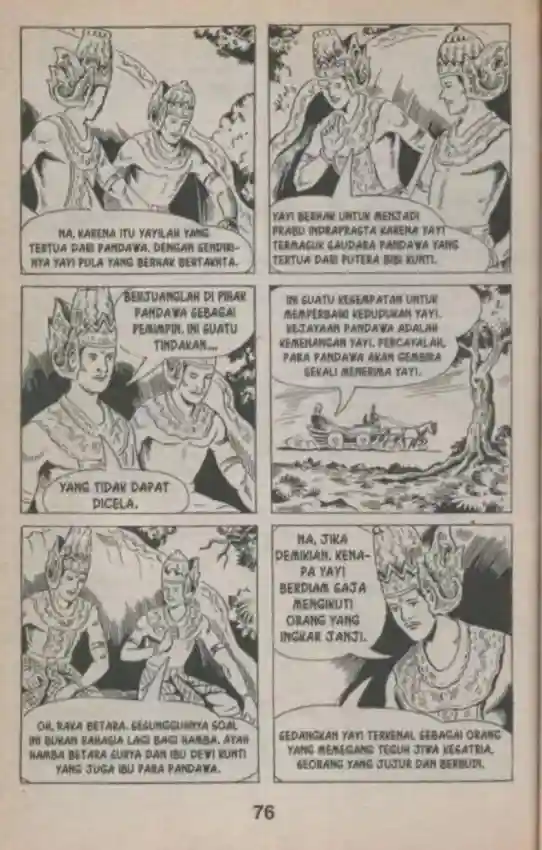 NA, KARENA ITU YAYILAH YANG
TERTUA DARI PANDAWA. DENGAN SENDIRI-
NYA YAYI PULA YANG BERHAK BERTAKHTA.
YAYI BERHAK UNTUK MENJADI
PRABU INDRAPRASTA KARENA YAYI
TERMASUK SAUDARA PANDAWA YANG
TERTUA DARI PUTERA BIBI KUNTI.
BERJUANGLAH DI PIHAK
PANDAWA SEBAGAI
PEMIMPIN. INI SUATU
TINDAKAN...
YANG TIDAK DAPAT
DICELA.
INI SUATU KESEMPATAN UNTUK
MEMPERBAIKI KEDUDUKAN YAYI.
KEJAYAAN PANDAWA ADALAH
KEMENANGAN YAYI. PERCAYALAH,
PARA PANDAWA AKAN GEMBIRA
SEKALI MENERIMA YAYI.
OH, RAKA BETARA. SESUNGGUHNYA SOAL
INI BUKAN RAHASIA LAGI BAGI HAMBA. AYAH
HAMBA BETARA SURYA DAN IBU DEWI KUNTI
YANG JUGA IBU PARA PANDAWA.
NA, JIKA
DEMIKIAN. KENA-
PA YAYI
BERDIAM SAJA
MENGIKUTI
ORANG YANG
INGKAR JANJI.
SEDANGKAN YAYI TERKENAL SEBAGAI ORANG
YANG MEMEGANG TEGUH JIWA KESATRIA,
SEORANG YANG JUJUR DAN BERBUDI.
76